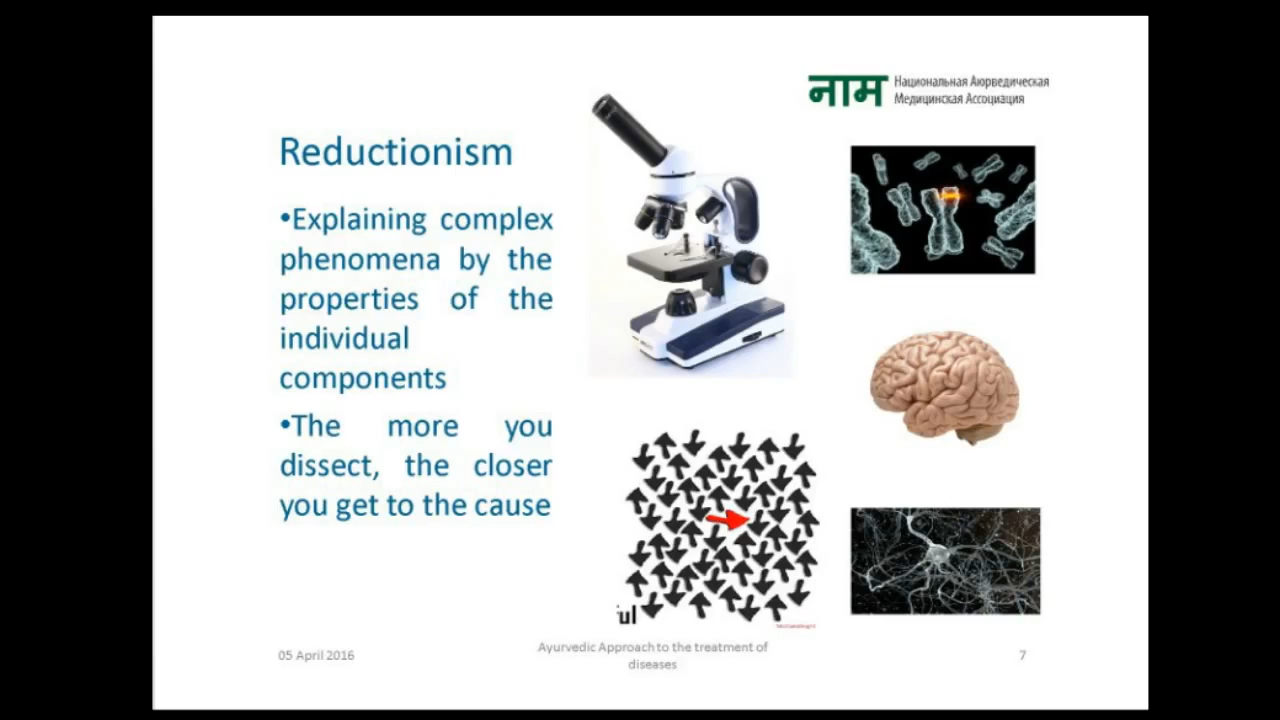 नाम
Национальная Аюрведическая
Медицинская Ассоциация
Reductionism
•Explaining complex
phenomena by the
properties of the
individual
components
•The more you
dissect, the closer
you get to the cause
ul
05 April 2016
Ayurvedic Approach to the treatment of
diseases
7